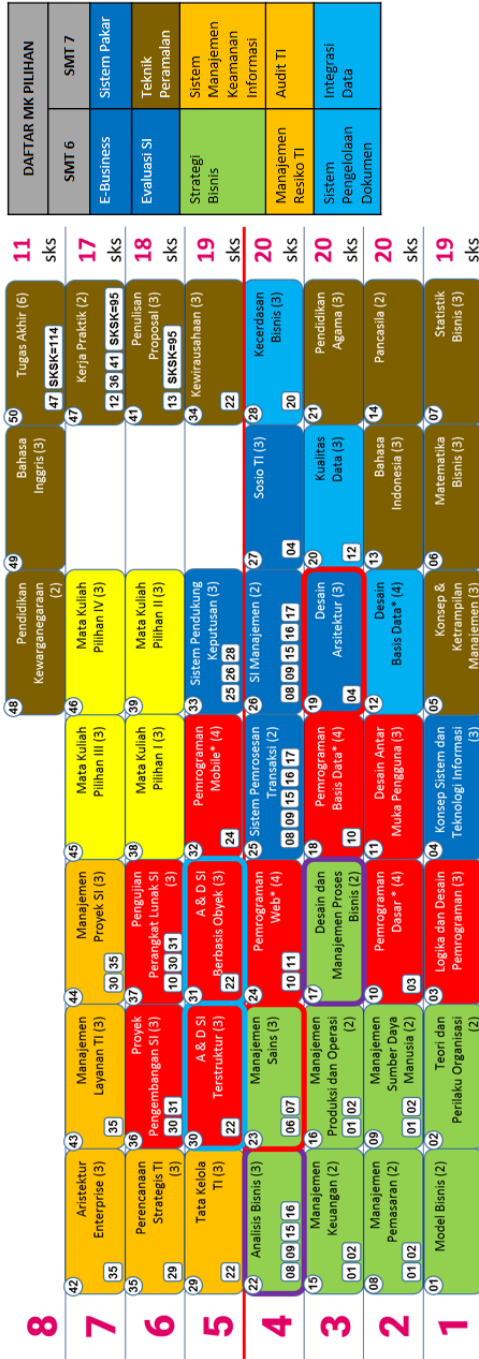 8
48
Pendidikan
Kewarganegaraan
(2)
49
Bahasa
Inggris (3)
50
Tugas Akhir (6)
47 SKSK=114
11
sks
7
42
Aristektur
Enterprise (3)
35
43
Manajemen
Layanan TI (3)
35
44
Manajemen
Proyek SI (3)
30 35
45
Mata Kuliah
Pilihan III (3)
46
Mata Kuliah
Pilihan IV (3)
47
Kerja Praktik (2)
12 36 41 SKSK=95
17
sks
6
35
Perencanaan
Strategis TI
(3)
29
36
Proyek
Pengembangan SI (3)
30 31
37
Pengujian
Perangkat Lunak SI
(3)
10 30 31
38
Mata Kuliah
Pilihan I (3)
39
Mata Kuliah
Pilihan II (3)
41
Penulisan
Proposal (3)
13 SKSK=95
18
sks
5
29
Tata Kelola
TI (3)
22
30
A & D SI
Terstruktur (3)
22
31
A & D SI
Berbasis Obyek (3)
22
32
Pemrograman
Mobile* (4)
24
33
Sistem Pendukung
Keputusan (3)
25 26 28
34
Kewirausahaan (3)
22
19
sks
4
22
Analisis Bisnis (3)
08 09 15 16
23
Manajemen
Sains (3)
06 07
24
Pemrograman
Web* (4)
10 11
25
Sistem Pemrosesan
Transaksi (2)
08 09 15 16 17
26
SI Manajemen (2)
08 09 15 16 17
27
Sosio TI (3)
04
28
Kecerdasan
Bisnis (3)
20
20
sks
3
15
Manajemen
Keuangan (2)
01 02
16
Manajemen
Produksi dan Operasi
(2)
01 02
17
Desain dan
Manajemen Proses
Bisnis (2)
18
Pemrograman
Basis Data* (4)
10
19
Desain
Arsitektur (3)
04
20
Kualitas
Data (3)
12
21
Pendidikan
Agama (3)
20
sks
2
08
Manajemen
Pemasaran (2)
01 02
09
Manajemen
Sumber Daya
Manusia (2)
01 02
10
Pemrograman
Dasar * (4)
03
11
Desain Antar
Muka Pengguna (3)
12
Desain
Basis Data* (4)
13
Bahasa
Indonesia (3)
14
Pancasila (2)
20
sks
1
01
Model Bisnis (2)
02
Teori dan
Perilaku Organisasi
(2)
03
Logika dan Desain
Pemrograman (3)
04
Konsep Sistem dan
Teknologi Informasi
(3)
05
Konsep &
Ketrampilan
Manajemen (3)
06
Matematika
Bisnis (3)
07
Statistik
Bisnis (3)
19
sks
DAFTAR MK PILIHAN
SMT 6
SMT 7
E-Business
Sistem Pakar
Evaluasi SI
Teknik
Peramalan
Strategi
Bisnis
Sistem
Manajemen
Keamanan
Informasi
Manajemen
Resiko TI
Audit TI
Sistem
Pengelolaan
Dokumen
Integrasi
Data